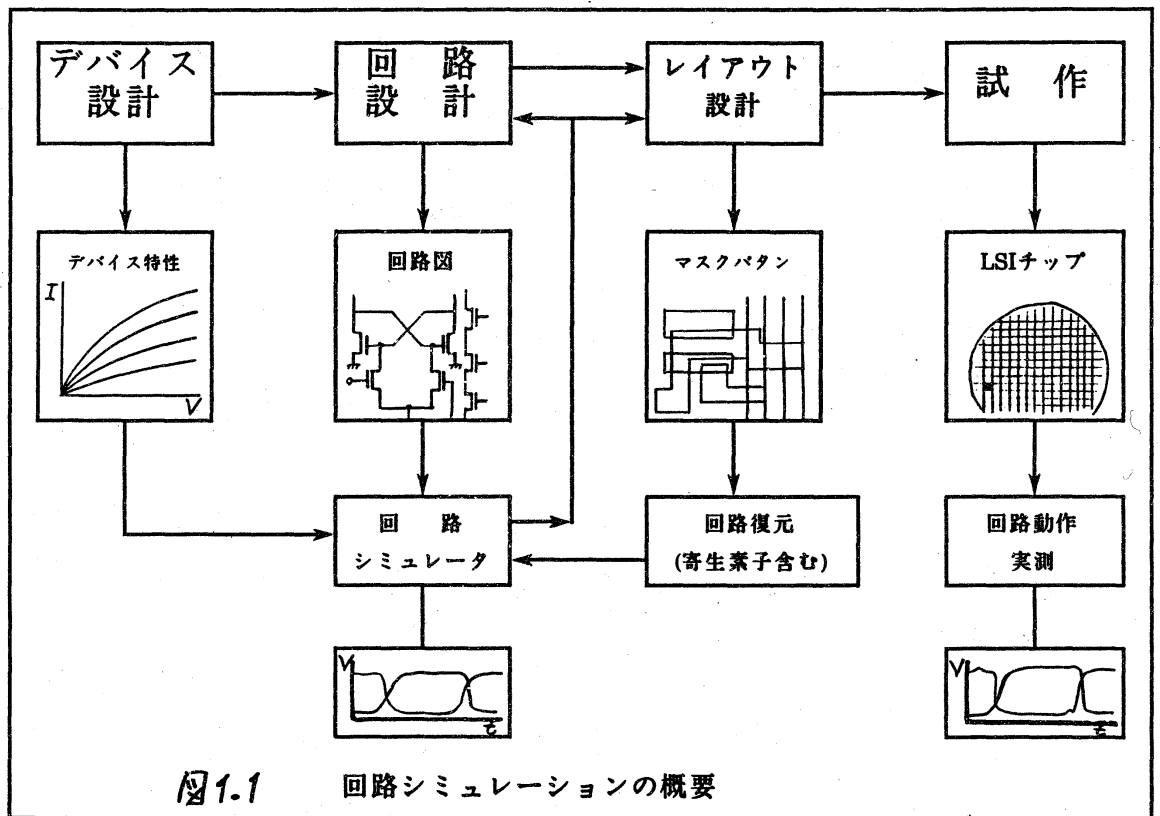 デバイス
設計
回 路
設 計
レイアウト
設計
試 作
デバイス特性
I
V
回路図
マスクパタン
LSIチップ
回 路
シミュレータ
回路復元
(寄生素子含む)
回路動作
実測
V
t
V
t
図1.1 回路シミュレーションの概要